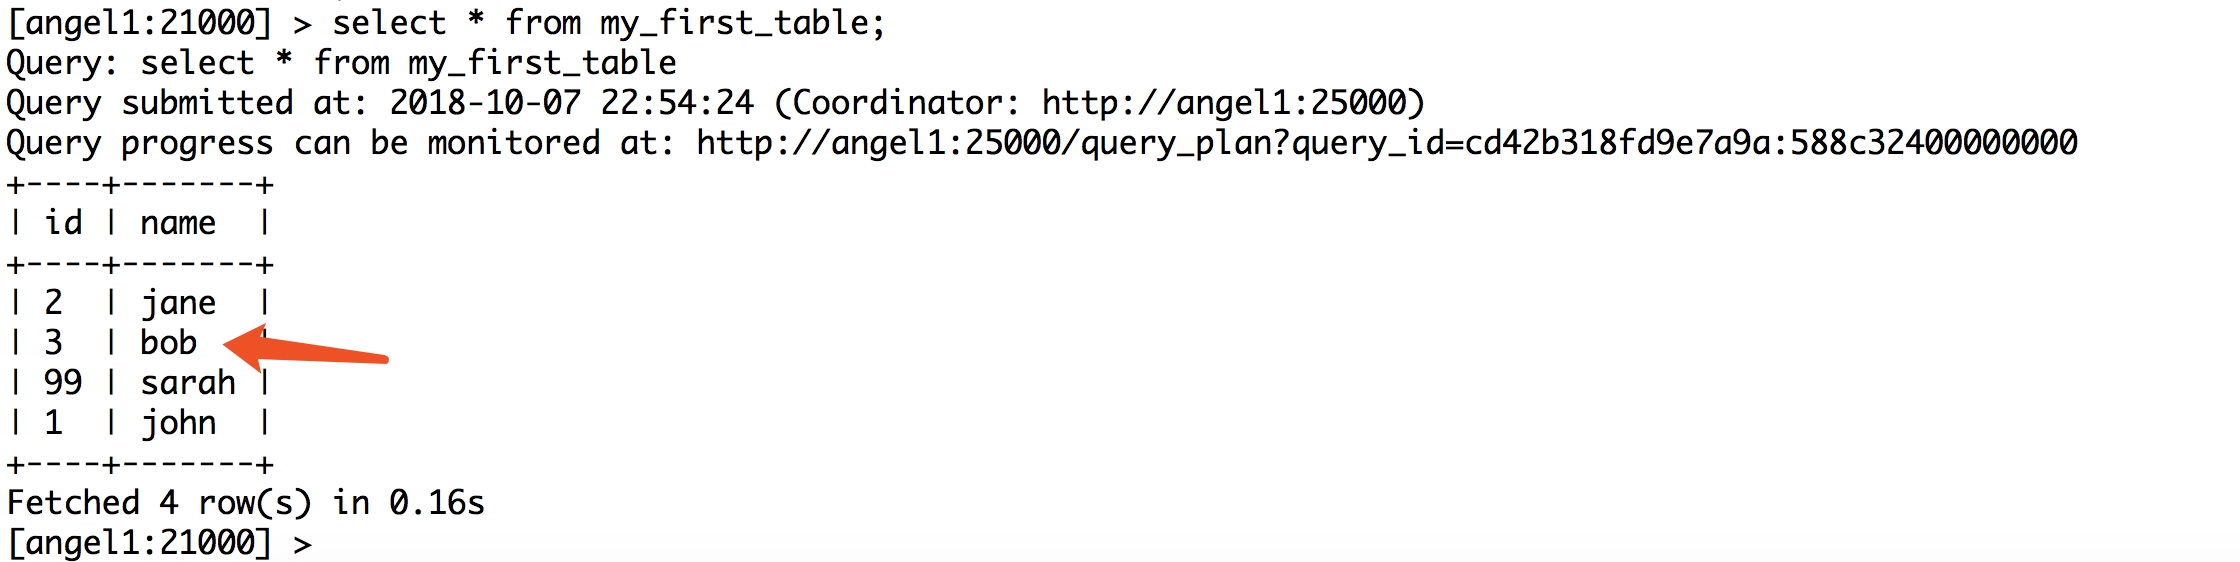 [angel1:21000] > select * from my_first_table;
Query: select * from my_first_table
Query submitted at: 2018-10-07 22:54:24 (Coordinator: http://angel1:25000)
Query progress can be monitored at: http://angel1:25000/query_plan?query_id=cd42b318fd9e7a9a:588c32400000000
+----+-------+
| id | name  |
+----+-------+
| 2  | jane  |
| 3  | bob   |
| 99 | sarah |
| 1  | john  |
+----+-------+
Fetched 4 row(s) in 0.16s
[angel1:21000] >